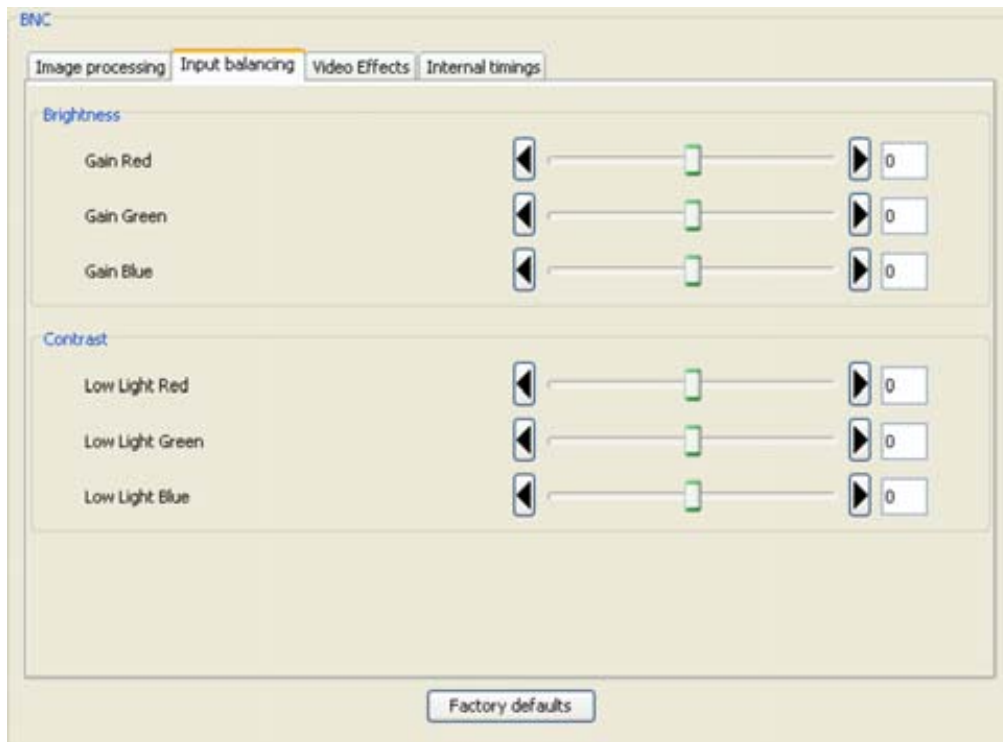 BNC
Image processing Input balancing Video Effects Internal timings
Brightness
Gain Red 0
Gain Green 0
Gain Blue 0
Contrast
Low Light Red 0
Low Light Green 0
Low Light Blue 0
Factory defaults